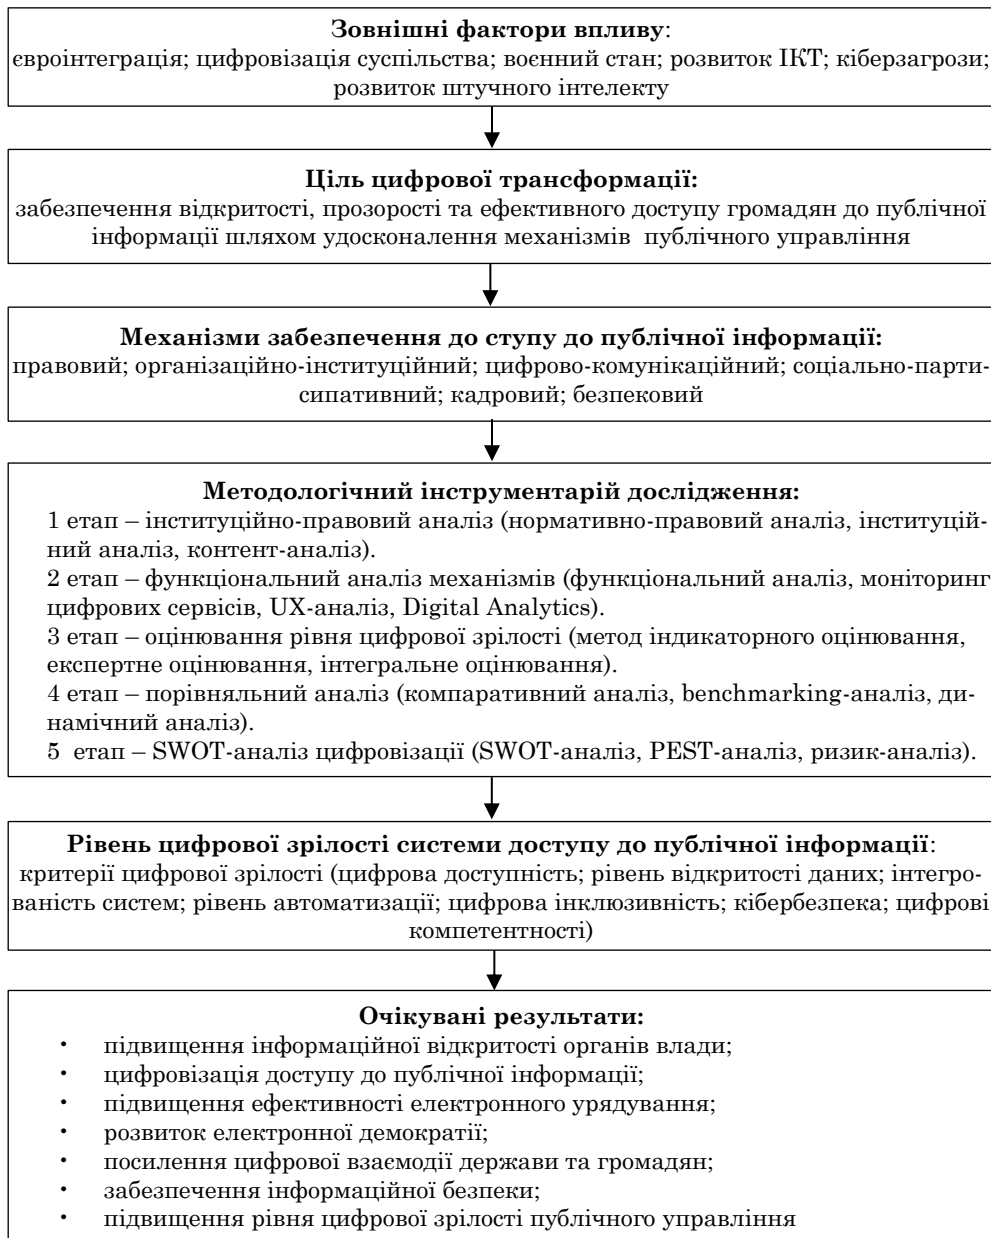 Зовнішні фактори впливу:
євроінтеграція; цифровізація суспільства; воєнний стан; розвиток ІКТ; кіберзагрози;
розвиток штучного інтелекту
Ціль цифрової трансформації:
забезпечення відкритості, прозорості та ефективного доступу громадян до публічної
інформації шляхом удосконалення механізмів публічного управління
Механізми забезпечення до ступу до публічної інформації:
правовий; організаційно-інституційний; цифрово-комунікаційний; соціально-парти-
сипативний; кадровий; безпековий
Методологічний інструментарій дослідження:
1 етап – інституційно-правовий аналіз (нормативно-правовий аналіз, інституцій-
ний аналіз, контент-аналіз).
2 етап – функціональний аналіз механізмів (функціональний аналіз, моніторинг
цифрових сервісів, UX-аналіз, Digital Analytics).
3 етап – оцінювання рівня цифрової зрілості (метод індикаторного оцінювання,
експертне оцінювання, інтегральне оцінювання).
4 етап – порівняльний аналіз (компаративний аналіз, benchmarking-аналіз, ди-
намічний аналіз).
5 етап – SWOT-аналіз цифровізації (SWOT-аналіз, PEST-аналіз, ризик-аналіз).
Рівень цифрової зрілості системи доступу до публічної інформації:
критерії цифрової зрілості (цифрова доступність; рівень відкритості даних; інтегро-
ваність систем; рівень автоматизації; цифрова інклюзивність; кібербезпека; цифрові
компетентності)
Очікувані результати:
• підвищення інформаційної відкритості органів влади;
• цифровізація доступу до публічної інформації;
• підвищення ефективності електронного урядування;
• розвиток електронної демократії;
• посилення цифрової взаємодії держави та громадян;
• забезпечення інформаційної безпеки;
• підвищення рівня цифрової зрілості публічного управління